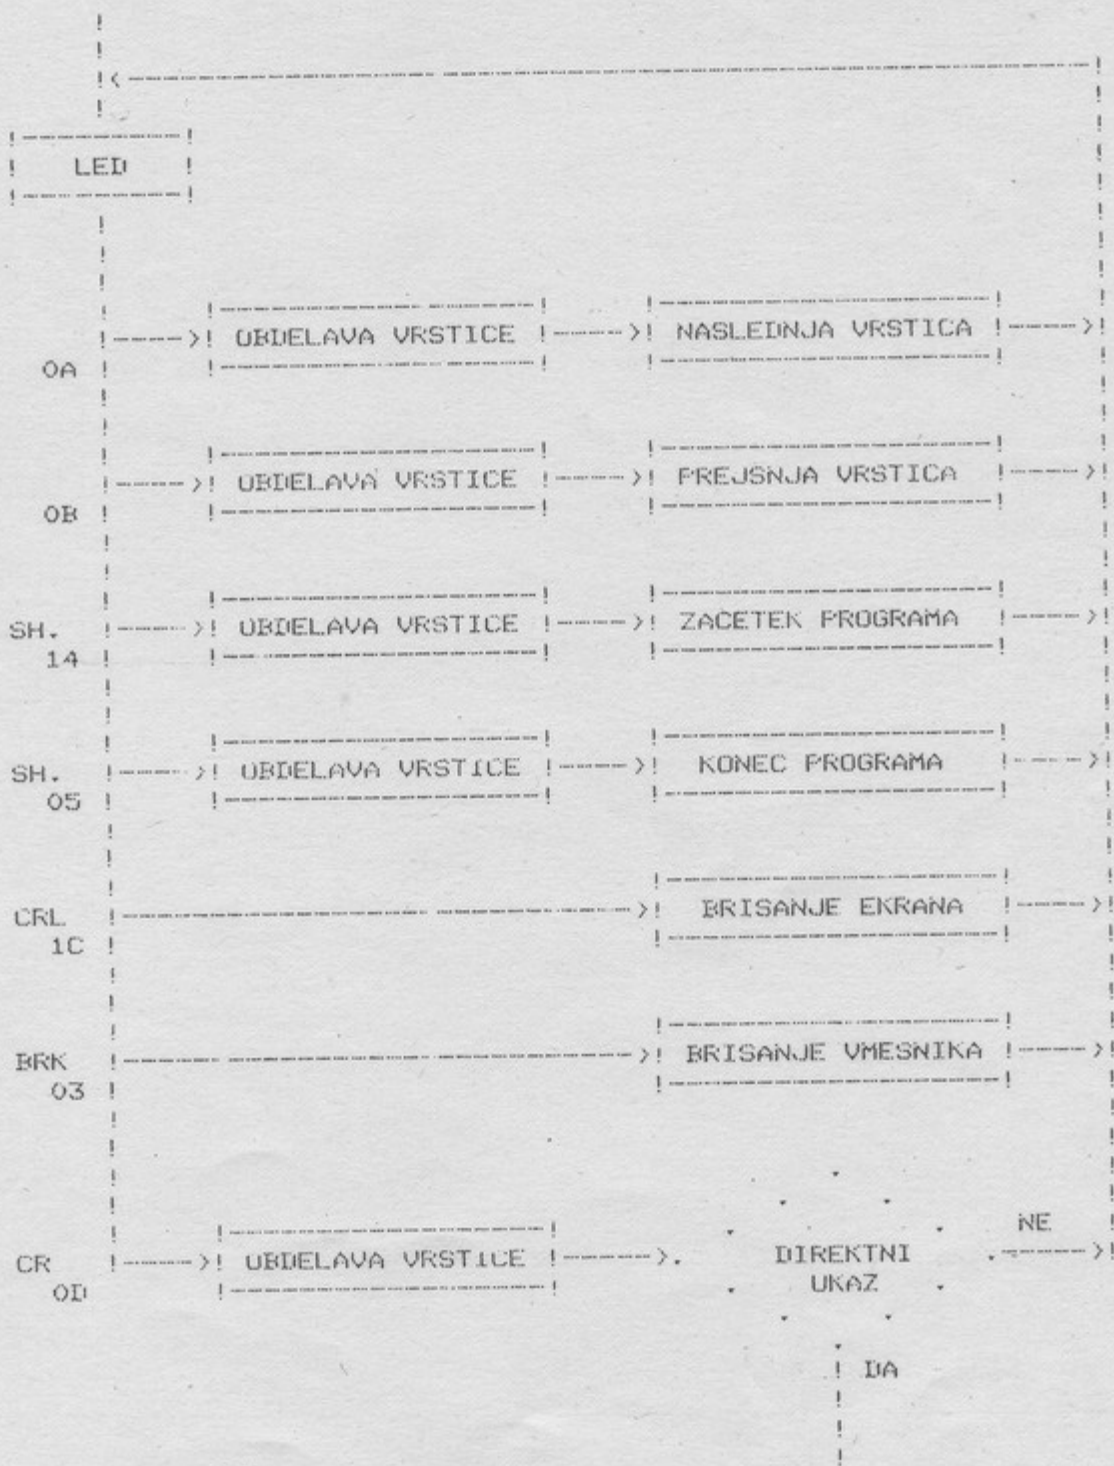 LED
OBDELAVA VRSTICE NASLEDNJA VRSTICA
0A
OBDELAVA VRSTICE PREJSNJA VRSTICA
0B
SH. OBDELAVA VRSTICE ZACETEK PROGRAMA
14
SH. OBDELAVA VRSTICE KONEC PROGRAMA
05
CRL BRISANJE EKRANA
1C
BRK BRISANJE VMESNIKA
03
NE
CR OBDELAVA VRSTICE DIREKTNI
0D UKAZ
DA